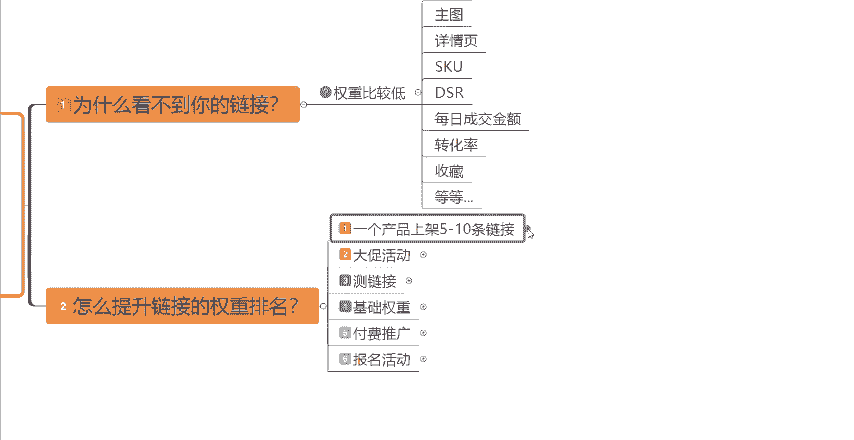 主图
详情页
SKU
1 为什么看不到你的链接?
权重比较低
DSR
每日成交金额
转化率
收藏
等等...
1 一个产品上架5-10条链接
2 大促活动
3 测链接
2 怎么提升链接的权重排名?
4 基础权重
5 付费推广
6 报名活动